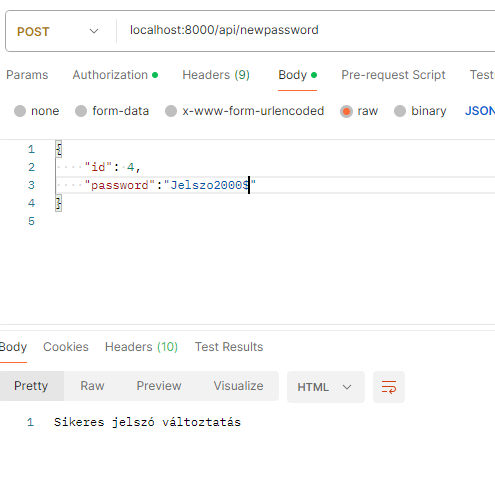 POST localhost:8000/api/newpassword
Params Authorization Headers (9) Body Pre-request Script Tests
none form-data x-www-form-urlencoded raw binary JSON
1 {
2 "id": 4,
3 "password":"Jelszo2000$"
4 }
5
Body Cookies Headers (10) Test Results
Pretty Raw Preview Visualize HTML
1 Sikeres jelszó változtatás